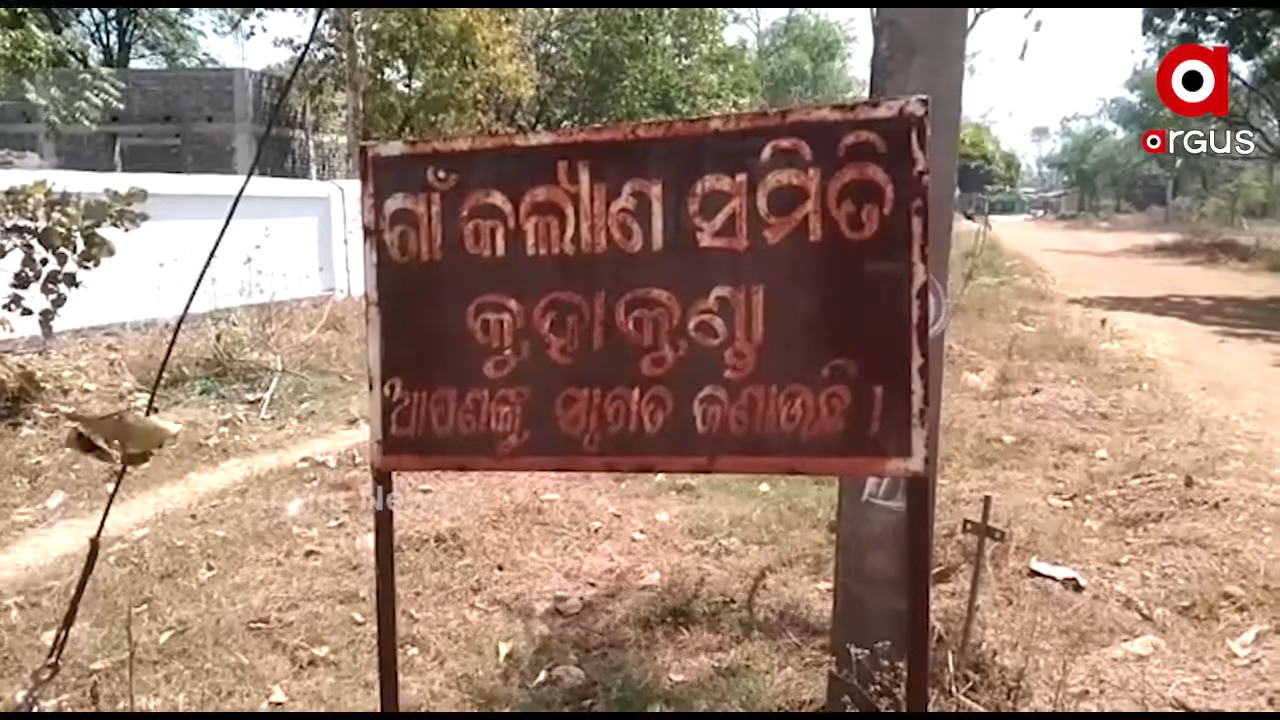 ଗାଁ କଲ୍ୟାଣ ସମିତି
କୁହାକୁଣ୍ଡା
ଆପଣଙ୍କୁ ସ୍ୱାଗତ ଜଣାଉଛି ।
argus